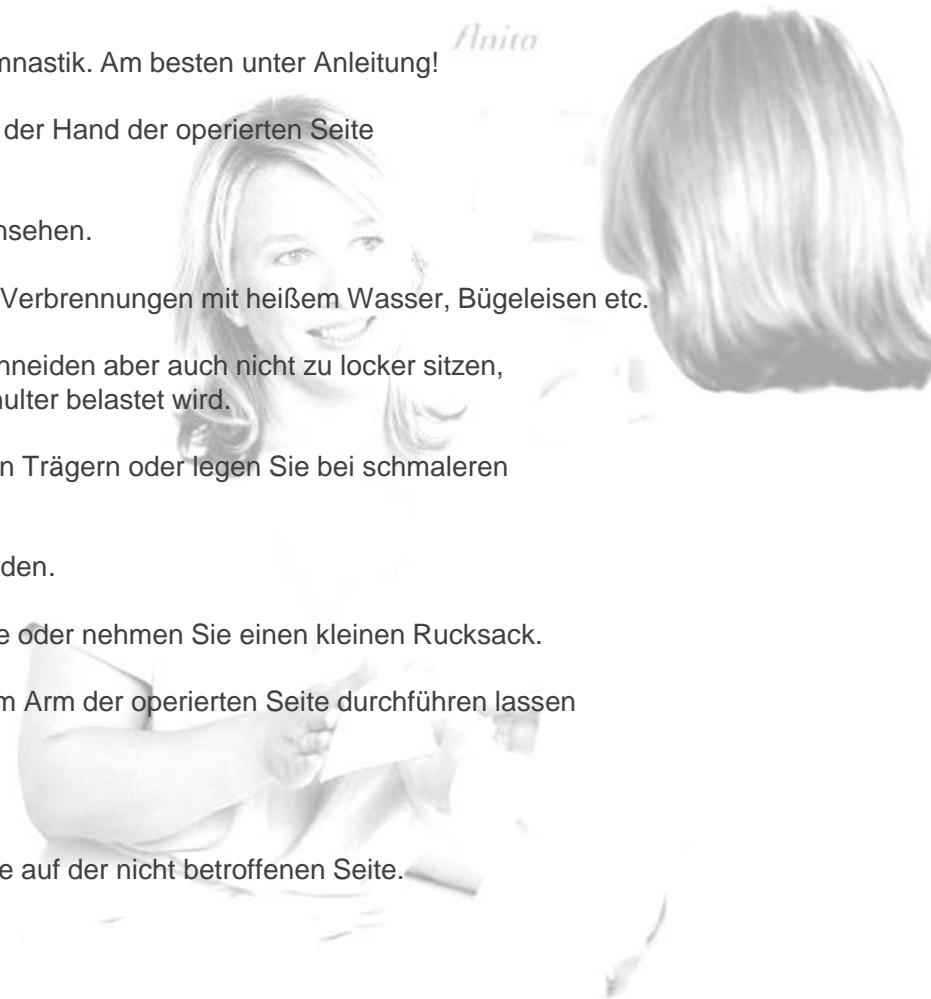 Anita
mnastik. Am besten unter Anleitung!
der Hand der operierten Seite
nsehen.
Verbrennungen mit heißem Wasser, Bügeleisen etc.
hneiden aber auch nicht zu locker sitzen,
hulter belastet wird.
n Trägern oder legen Sie bei schmaleren
den.
e oder nehmen Sie einen kleinen Rucksack.
m Arm der operierten Seite durchführen lassen
e auf der nicht betroffenen Seite.